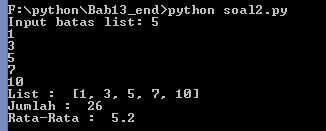 F:\python\Bab13_end>python soal2.py
Input batas list: 5
1
3
5
7
10
List :  [1, 3, 5, 7, 10]
Jumlah :  26
Rata-Rata :  5.2